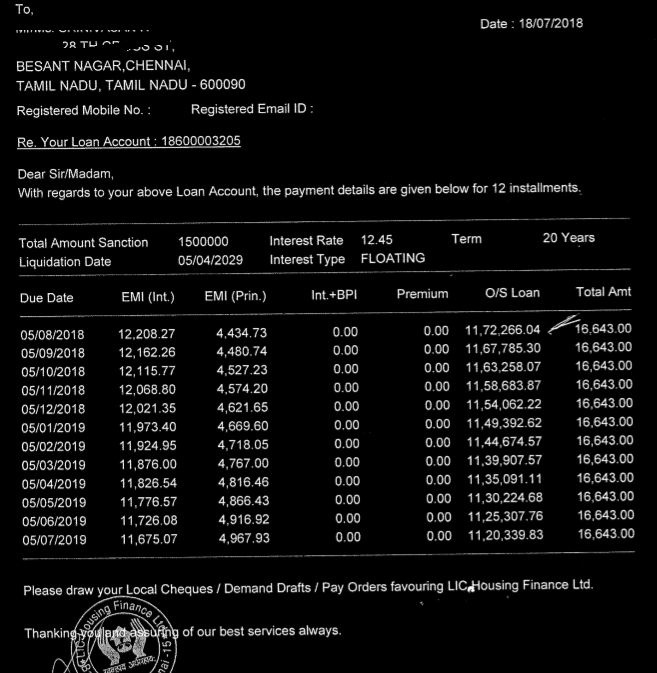 To,
Date : 18/07/2018
BESANT NAGAR,CHENNAI,
TAMIL NADU, TAMIL NADU - 600090
Registered Mobile No. : Registered Email ID :
Re. Your Loan Account : 18600003205
Dear Sir/Madam,
With regards to your above Loan Account, the payment details are given below for 12 installments.
Total Amount Sanction 1500000 Interest Rate 12.45 Term 20 Years
Liquidation Date 05/04/2029 Interest Type FLOATING
Due Date EMI (Int.) EMI (Prin.) Int.+BPI Premium O/S Loan Total Amt
05/08/2018 12,208.27 4,434.73 0.00 0.00 11,72,266.04 16,643.00
05/09/2018 12,162.26 4,480.74 0.00 0.00 11,67,785.30 16,643.00
05/10/2018 12,115.77 4,527.23 0.00 0.00 11,63,258.07 16,643.00
05/11/2018 12,068.80 4,574.20 0.00 0.00 11,58,683.87 16,643.00
05/12/2018 12,021.35 4,621.65 0.00 0.00 11,54,062.22 16,643.00
05/01/2019 11,973.40 4,669.60 0.00 0.00 11,49,392.62 16,643.00
05/02/2019 11,924.95 4,718.05 0.00 0.00 11,44,674.57 16,643.00
05/03/2019 11,876.00 4,767.00 0.00 0.00 11,39,907.57 16,643.00
05/04/2019 11,826.54 4,816.46 0.00 0.00 11,35,091.11 16,643.00
05/05/2019 11,776.57 4,866.43 0.00 0.00 11,30,224.68 16,643.00
05/06/2019 11,726.08 4,916.92 0.00 0.00 11,25,307.76 16,643.00
05/07/2019 11,675.07 4,967.93 0.00 0.00 11,20,339.83 16,643.00
Please draw your Local Cheques / Demand Drafts / Pay Orders favouring LIC Housing Finance Ltd.
Thanking you and assuring of our best services always.
LIC Housing Finance Ltd